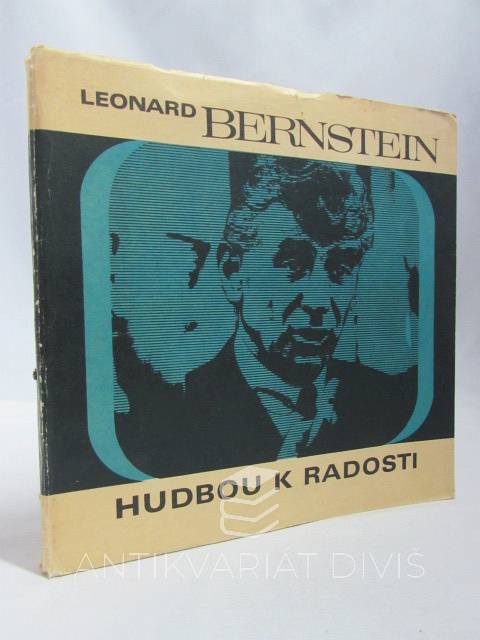 LEONARD BERNSTEIN
HUDBOU K RADOSTI
ANTIKVARIÁT DIVIŠ